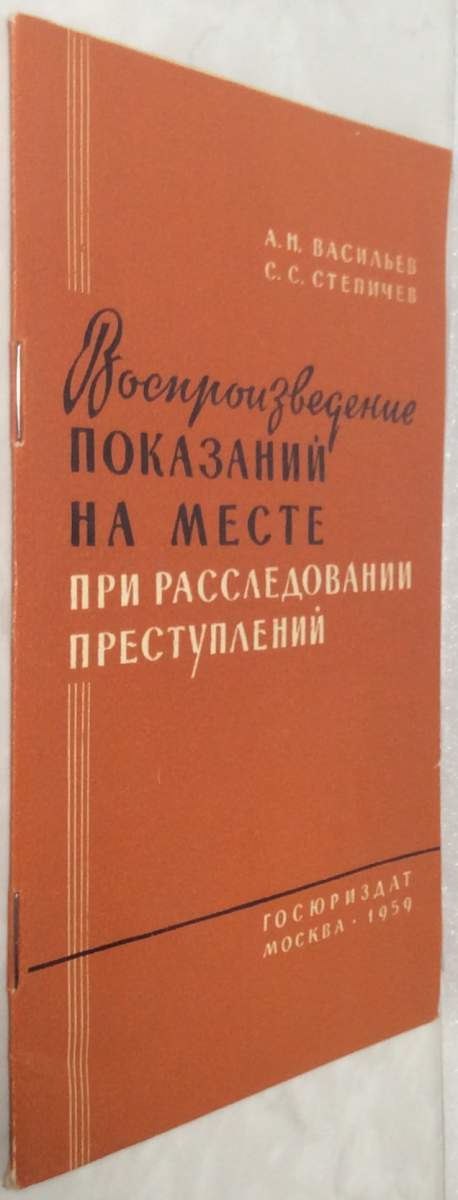 А. Н. ВАСИЛЬЕВ
С. С. СТЕПИЧЕВ
Воспроизведение
ПОКАЗАНИЙ
НА МЕСТЕ
ПРИ РАССЛЕДОВАНИИ
ПРЕСТУПЛЕНИЙ
ГОСЮРИЗДАТ
МОСКВА · 1959